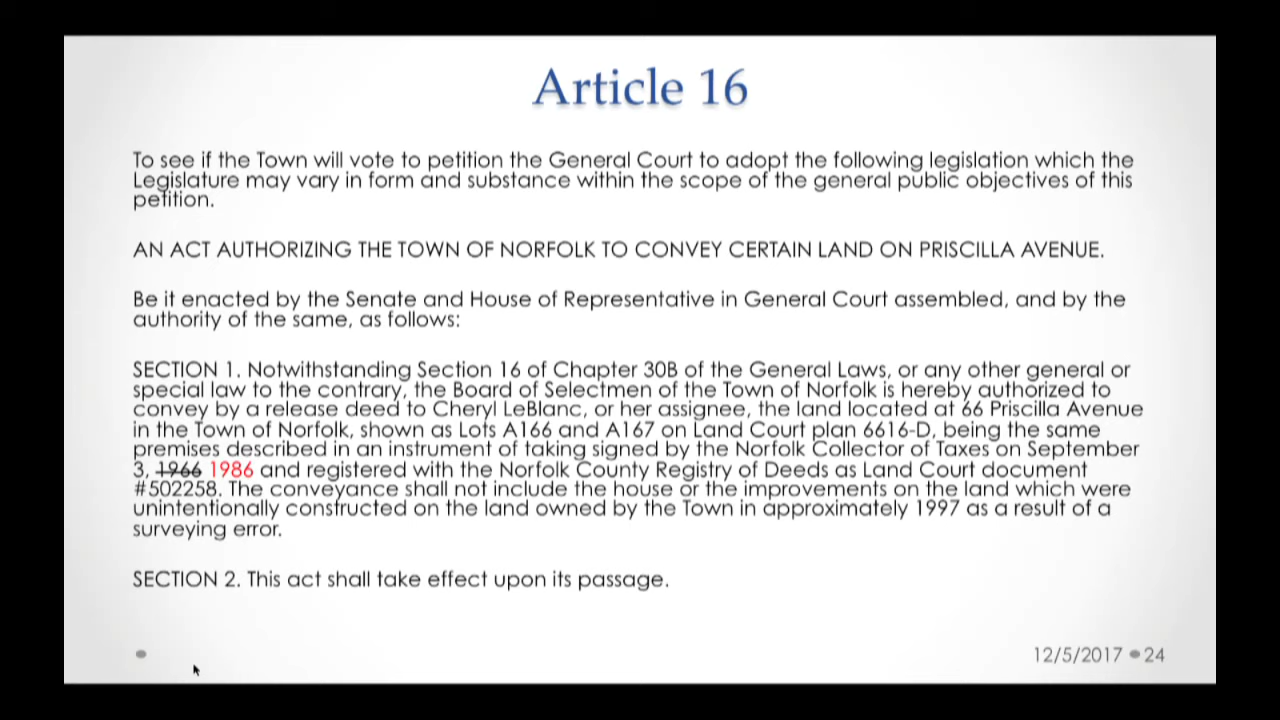 Article 16
To see if the Town will vote to petition the General Court to adopt the following legislation which the
Legislature may vary in form and substance within the scope of the general public objectives of this
petition.
AN ACT AUTHORIZING THE TOWN OF NORFOLK TO CONVEY CERTAIN LAND ON PRISCILLA AVENUE.
Be it enacted by the Senate and House of Representative in General Court assembled, and by the
authority of the same, as follows:
SECTION 1. Notwithstanding Section 16 of Chapter 30B of the General Laws, or any other general or
special law to the contrary, the Board of Selectmen of the Town of Norfolk is hereby authorized to
convey by a release deed to Cheryl LeBlanc, or her assignee, the land located at 66 Priscilla Avenue
in the Town of Norfolk, shown as Lots A166 and A167 on Land Court plan 6616-D, being the same
premises described in an instrument of taking signed by the Norfolk Collector of Taxes on September
3, 1966 1986 and registered with the Norfolk County Registry of Deeds as Land Court document
#502258. The conveyance shall not include the house or the improvements on the land which were
unintentionally constructed on the land owned by the Town in approximately 1997 as a result of a
surveying error.
SECTION 2. This act shall take effect upon its passage.
12/5/2017 24